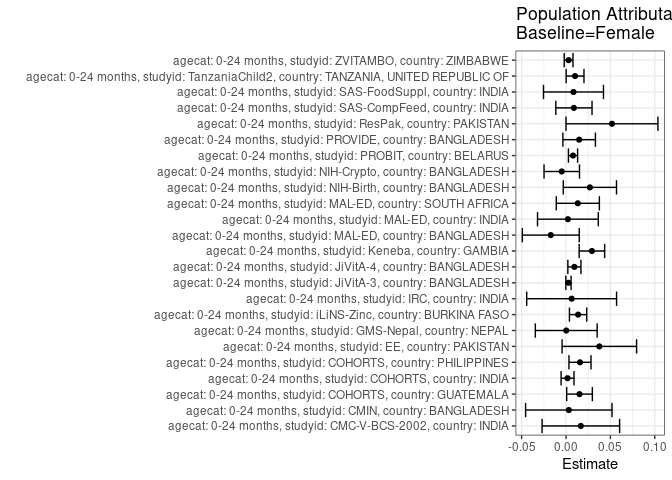 Population Attributa
Baseline=Female
agecat: 0-24 months, studyid: ZVITAMBO, country: ZIMBABWE
agecat: 0-24 months, studyid: TanzaniaChild2, country: TANZANIA, UNITED REPUBLIC OF
agecat: 0-24 months, studyid: SAS-FoodSuppl, country: INDIA
agecat: 0-24 months, studyid: SAS-CompFeed, country: INDIA
agecat: 0-24 months, studyid: ResPak, country: PAKISTAN
agecat: 0-24 months, studyid: PROVIDE, country: BANGLADESH
agecat: 0-24 months, studyid: PROBIT, country: BELARUS
agecat: 0-24 months, studyid: NIH-Crypto, country: BANGLADESH
agecat: 0-24 months, studyid: NIH-Birth, country: BANGLADESH
agecat: 0-24 months, studyid: MAL-ED, country: SOUTH AFRICA
agecat: 0-24 months, studyid: MAL-ED, country: INDIA
agecat: 0-24 months, studyid: MAL-ED, country: BANGLADESH
agecat: 0-24 months, studyid: Keneba, country: GAMBIA
agecat: 0-24 months, studyid: JiVitA-4, country: BANGLADESH
agecat: 0-24 months, studyid: JiVitA-3, country: BANGLADESH
agecat: 0-24 months, studyid: IRC, country: INDIA
agecat: 0-24 months, studyid: iLiNS-Zinc, country: BURKINA FASO
agecat: 0-24 months, studyid: GMS-Nepal, country: NEPAL
agecat: 0-24 months, studyid: EE, country: PAKISTAN
agecat: 0-24 months, studyid: COHORTS, country: PHILIPPINES
agecat: 0-24 months, studyid: COHORTS, country: INDIA
agecat: 0-24 months, studyid: COHORTS, country: GUATEMALA
agecat: 0-24 months, studyid: CMIN, country: BANGLADESH
agecat: 0-24 months, studyid: CMC-V-BCS-2002, country: INDIA
-0.05 0.00 0.05 0.10
Estimate